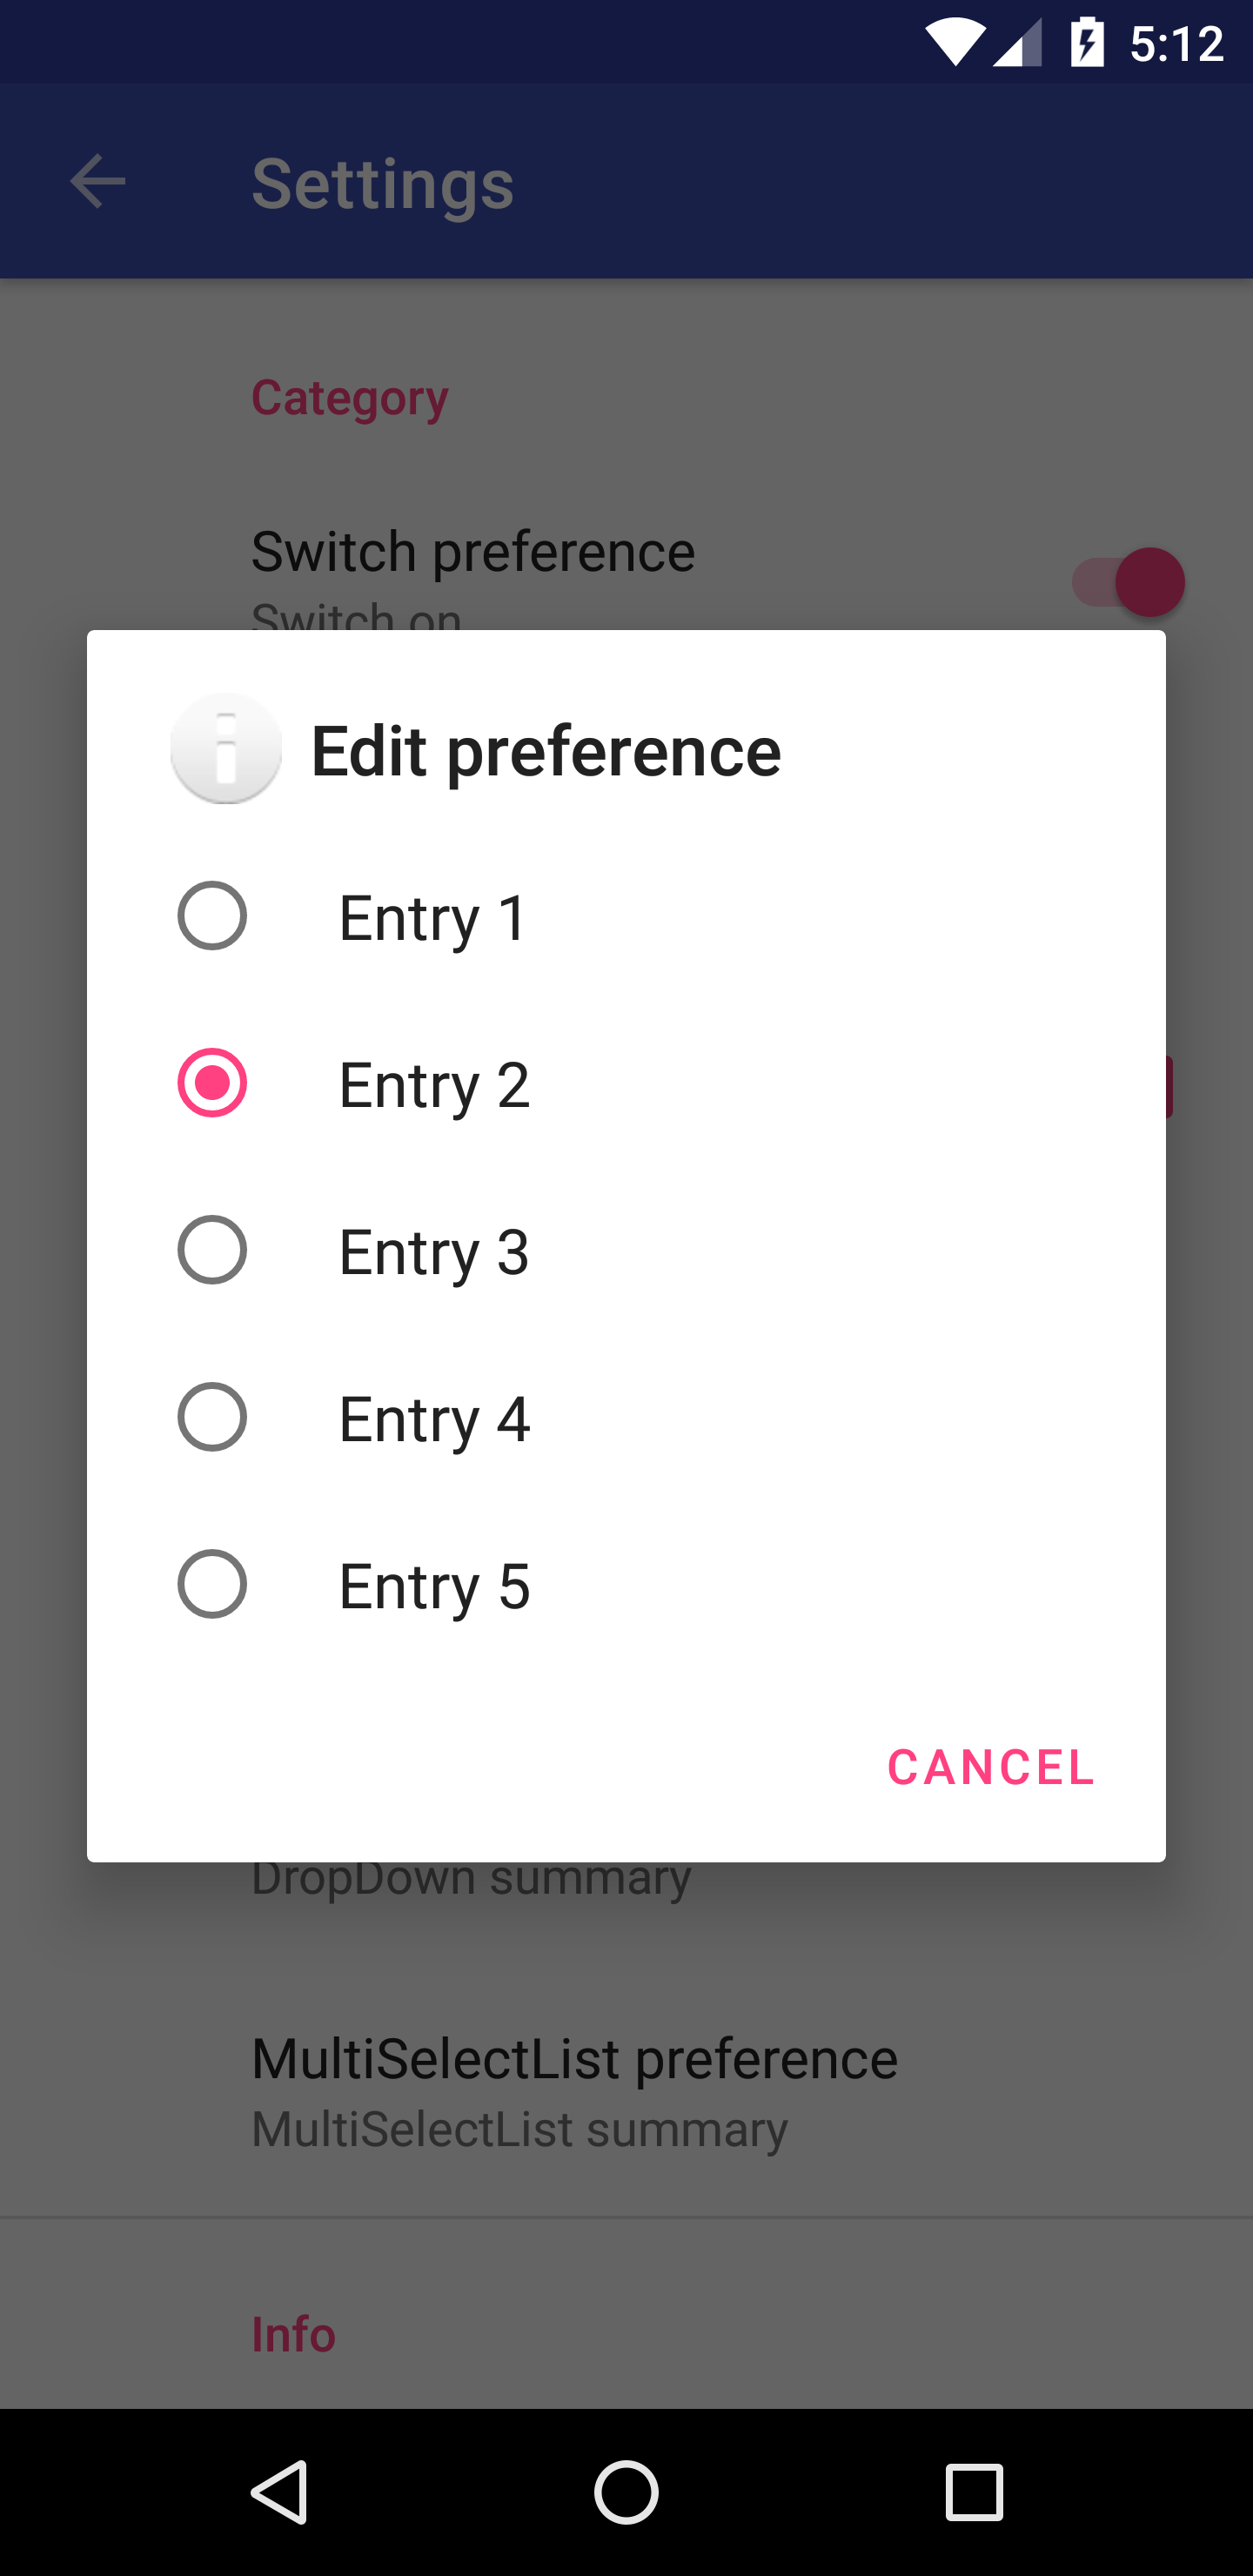 5:12
Settings
Category
Switch preference
Switch on
Edit preference
Entry 1
Entry 2
Entry 3
Entry 4
Entry 5
CANCEL
DropDown summary
MultiSelectList preference
MultiSelectList summary
Info